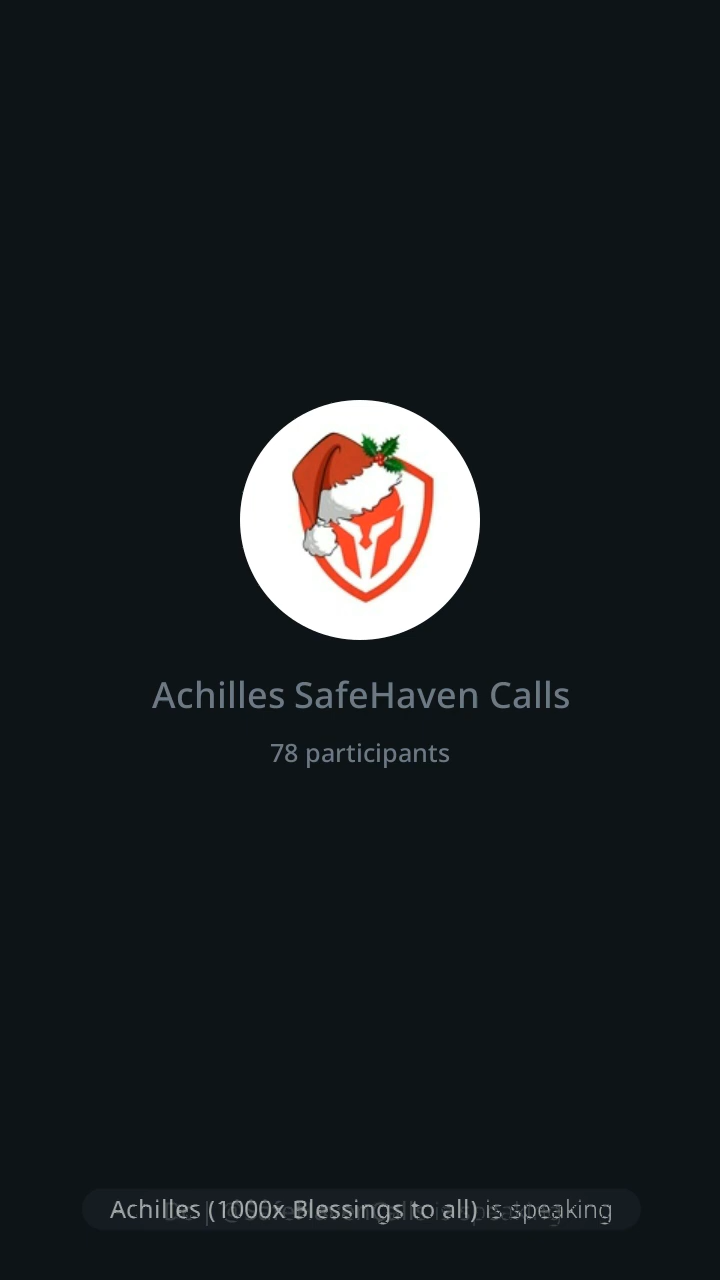 Achilles SafeHaven Calls
78 participants
Achilles (1000x Blessings to all) is speaking